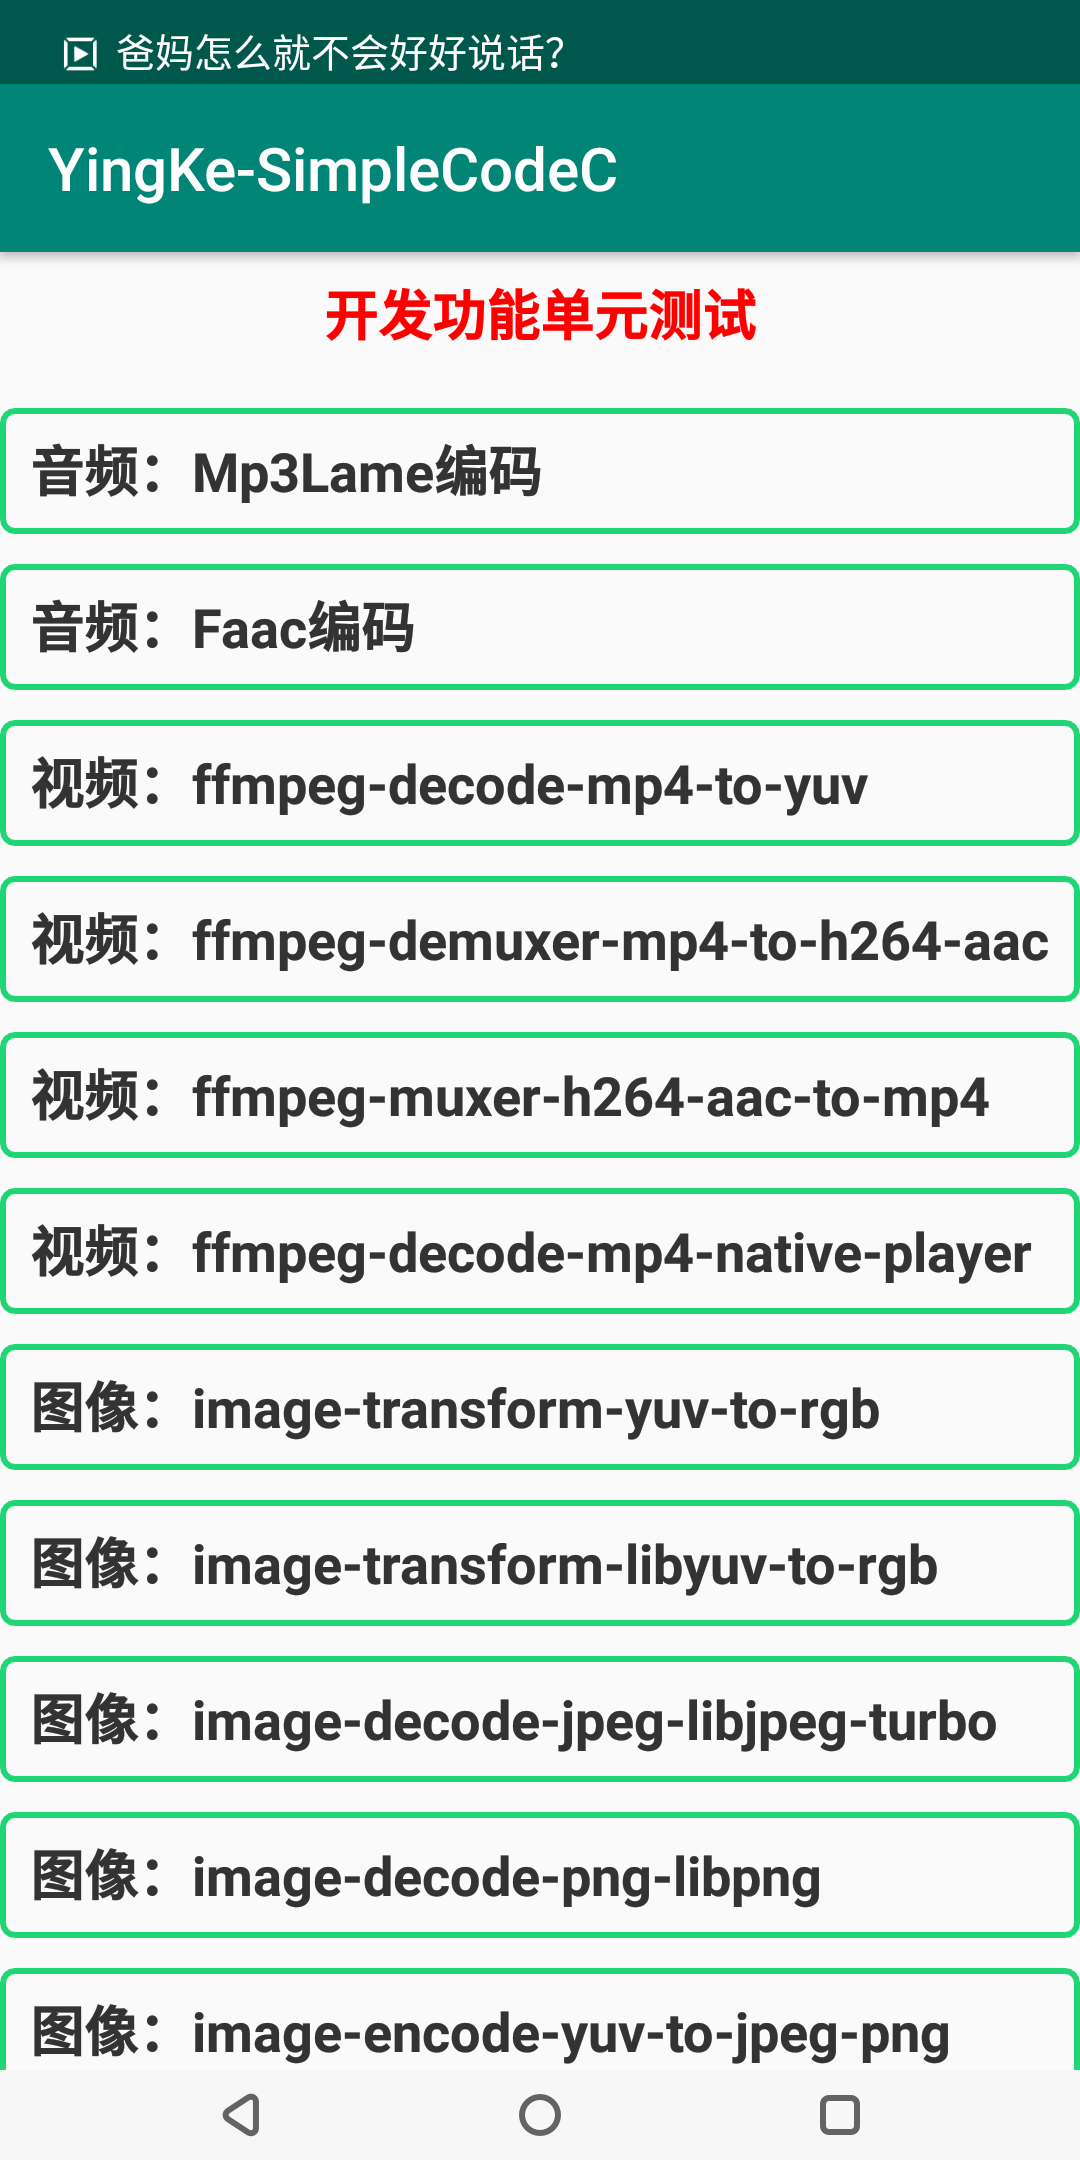 爸妈怎么就不会好好说话?
YingKe-SimpleCodeC
开发功能单元测试
音频：Mp3Lame编码
音频：Faac编码
视频：ffmpeg-decode-mp4-to-yuv
视频：ffmpeg-demuxer-mp4-to-h264-aac
视频：ffmpeg-muxer-h264-aac-to-mp4
视频：ffmpeg-decode-mp4-native-player
图像：image-transform-yuv-to-rgb
图像：image-transform-libyuv-to-rgb
图像：image-decode-jpeg-libjpeg-turbo
图像：image-decode-png-libpng
图像：image-encode-yuv-to-jpeg-png